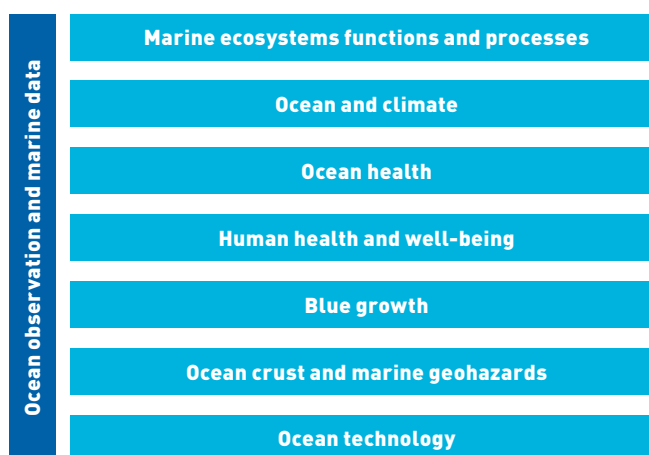 Ocean observation and marine data
Marine ecosystems functions and processes
Ocean and climate
Ocean health
Human health and well-being
Blue growth
Ocean crust and marine geohazards
Ocean technology